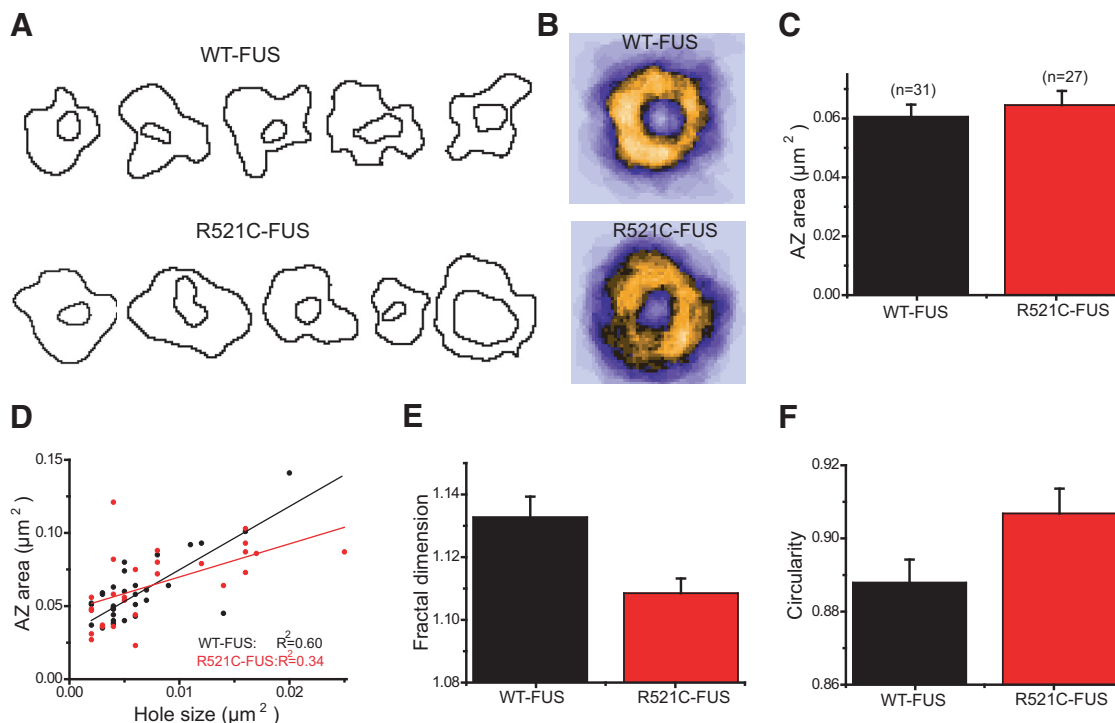 A
WT-FUS
R521C-FUS
B
WT-FUS
R521C-FUS
C
(n=31)
(n=27)
0.06
0.04
0.02
0.00
AZ area (µm²)
WT-FUS
R521C-FUS
D
0.15
0.10
0.05
0.00
AZ area (µm²)
WT-FUS: R²=0.60
R521C-FUS:R²=0.34
0.00
0.01
0.02
Hole size (µm²)
E
1.14
1.12
1.10
1.08
Fractal dimension
WT-FUS
R521C-FUS
F
0.92
0.90
0.88
0.86
Circularity
WT-FUS
R521C-FUS